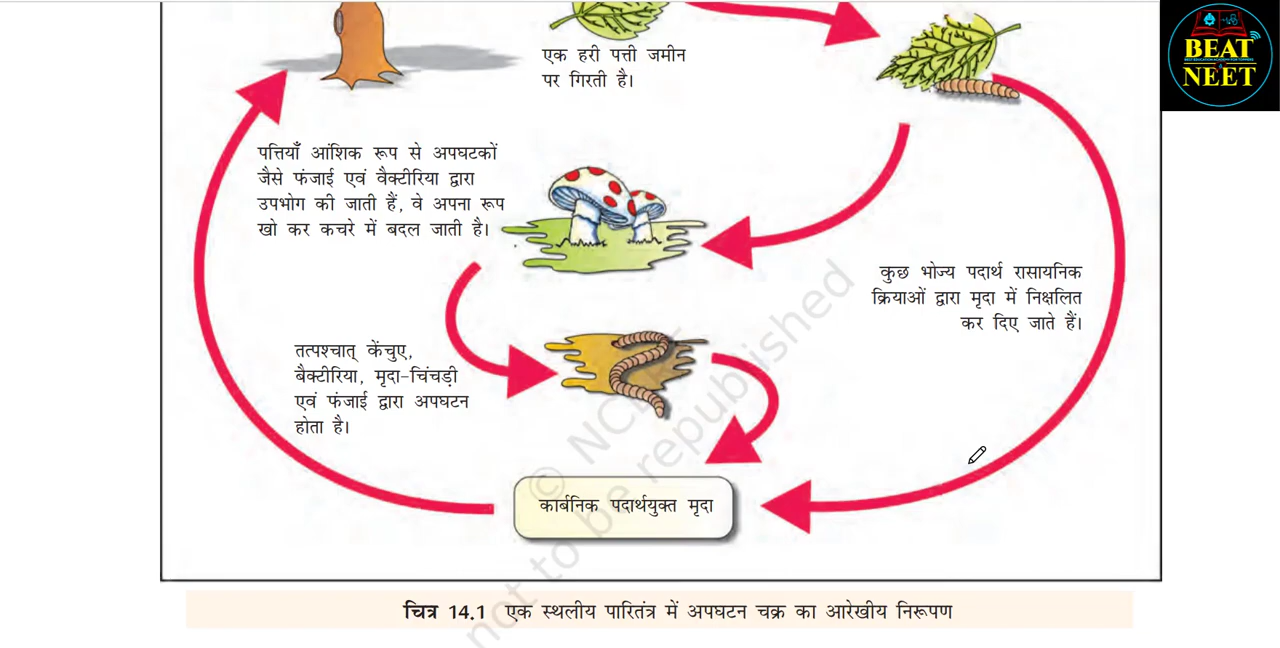 एक हरी पत्ती जमीन
पर गिरती है।
BEAT
NEET
पत्तियाँ आंशिक रूप से अपघटकों
जैसे फंजाई एवं वैक्टीरिया द्वारा
उपभोग की जाती हैं, वे अपना रूप
खो कर कचरे में बदल जाती है।
कुछ भोज्य पदार्थ रासायनिक
क्रियाओं द्वारा मृदा में निक्षलित
कर दिए जाते हैं।
तत्पश्चात् केंचुए,
बैक्टीरिया, मृदा-चिंचड़ी
एवं फंजाई द्वारा अपघटन
होता है।
कार्बनिक पदार्थयुक्त मृदा
not to be republished
चित्र 14.1 एक स्थलीय पारितंत्र में अपघटन चक्र का आरेखीय निरूपण